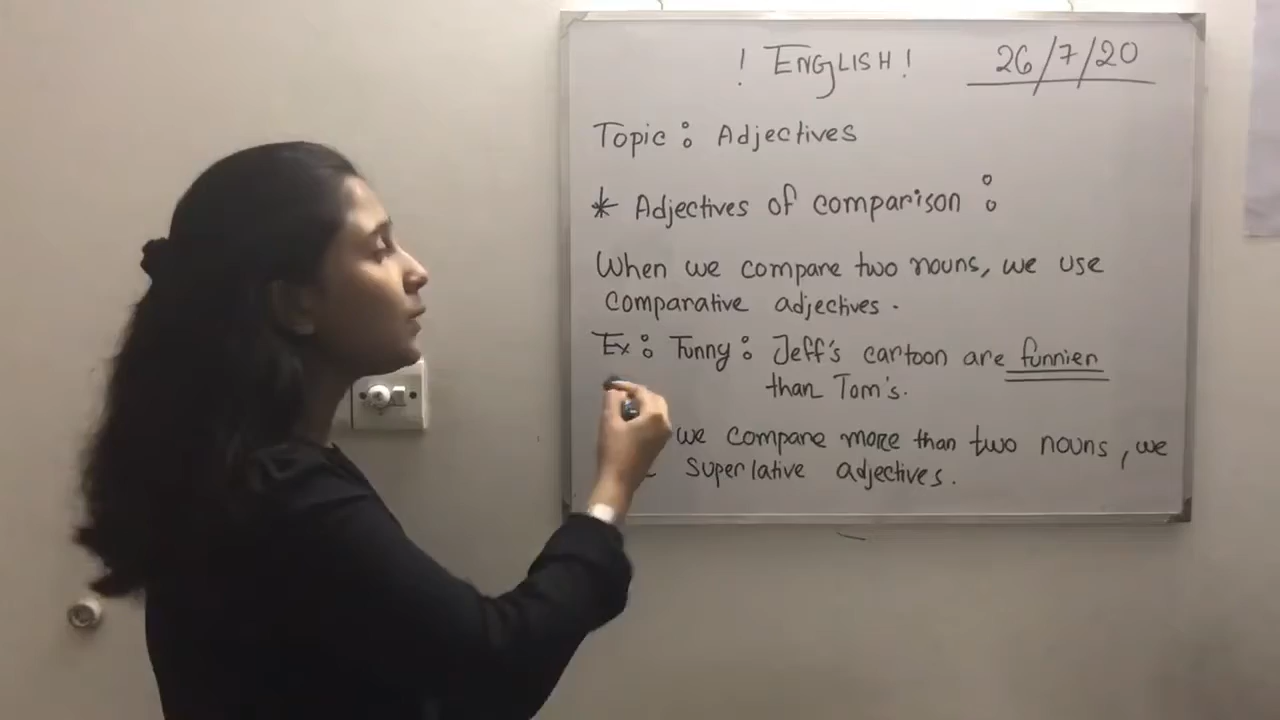 ! ENGLISH! 26/7/20
Topic : Adjectives
* Adjectives of comparison :
When we compare two nouns, we use
comparative adjectives.
Ex : Funny : Jeff's cartoon are funnier
than Tom's.
we compare more than two nouns, we
superlative adjectives.